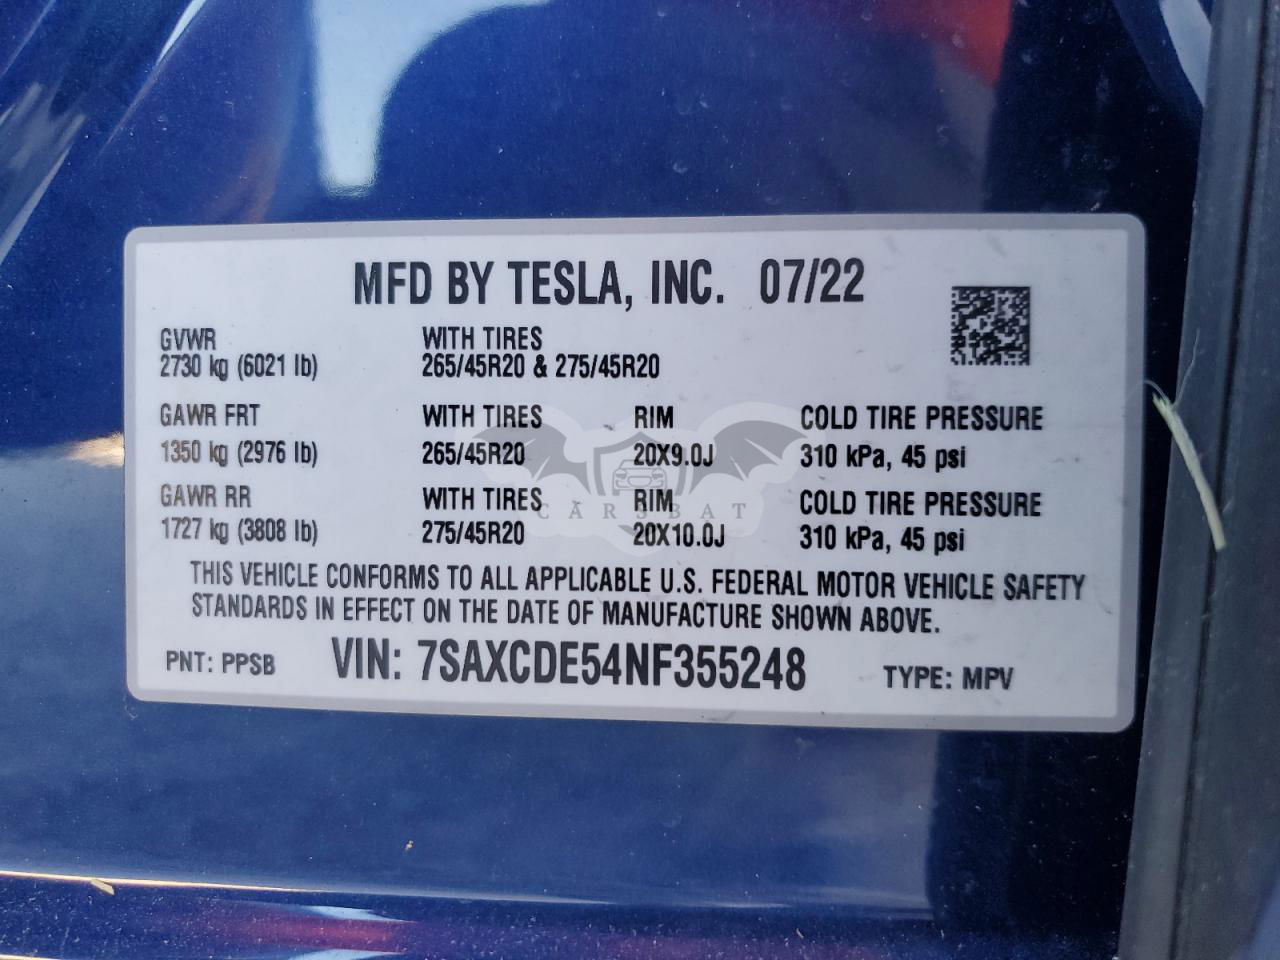 MFD BY TESLA, INC. 07/22
GVWR WITH TIRES
2730 kg (6021 lb) 265/45R20 & 275/45R20
GAWR FRT WITH TIRES RIM COLD TIRE PRESSURE
1350 kg (2976 lb) 265/45R20 20X9.0J 310 kPa, 45 psi
GAWR RR WITH TIRES RIM COLD TIRE PRESSURE
CARSBAT
1727 kg (3808 lb) 275/45R20 20X10.0J 310 kPa, 45 psi
THIS VEHICLE CONFORMS TO ALL APPLICABLE U.S. FEDERAL MOTOR VEHICLE SAFETY
STANDARDS IN EFFECT ON THE DATE OF MANUFACTURE SHOWN ABOVE.
PNT: PPSB VIN: 7SAXCDE54NF355248 TYPE: MPV